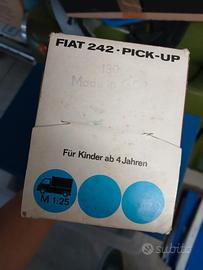 FIAT 242 · PICK-UP
Für Kinder ab 4 Jahren
M 1:25
subito